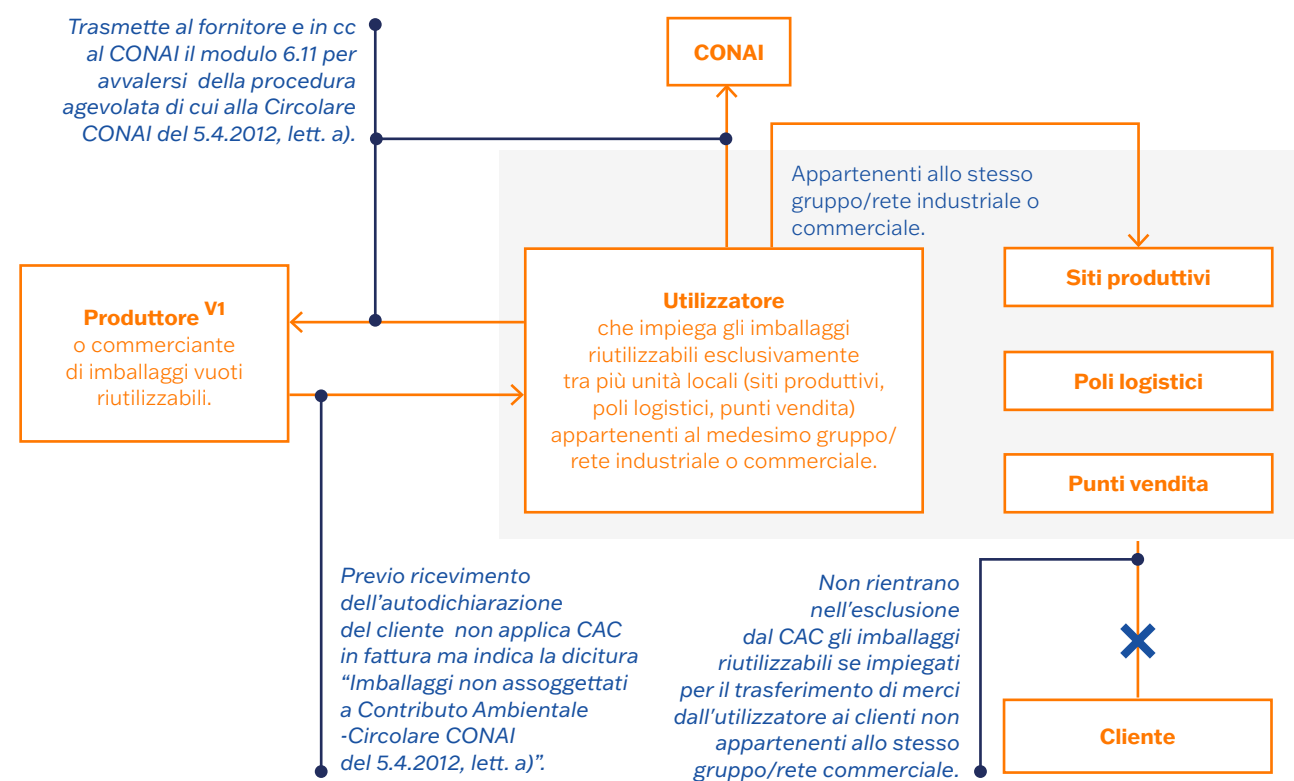 Trasmette al fornitore e in cc
al CONAI il modulo 6.11 per
avvalersi  della procedura
agevolata di cui alla Circolare
CONAI del 5.4.2012, lett. a).
CONAI
Appartenenti allo stesso
gruppo/rete industriale o
commerciale.
Produttore V1
o commerciante
di imballaggi vuoti
riutilizzabili.
Utilizzatore
che impiega gli imballaggi
riutilizzabili esclusivamente
tra più unità locali (siti produttivi,
poli logistici, punti vendita)
appartenenti al medesimo gruppo/
rete industriale o commerciale.
Siti produttivi
Poli logistici
Punti vendita
Previo ricevimento
dell’autodichiarazione
del cliente  non applica CAC
in fattura ma indica la dicitura
“Imballaggi non assoggettati
a Contributo Ambientale
-Circolare CONAI
del 5.4.2012, lett. a)”.
Non rientrano
nell'esclusione
dal CAC gli imballaggi
riutilizzabili se impiegati
per il trasferimento di merci
dall'utilizzatore ai clienti non
appartenenti allo stesso
gruppo/rete commerciale.
Cliente